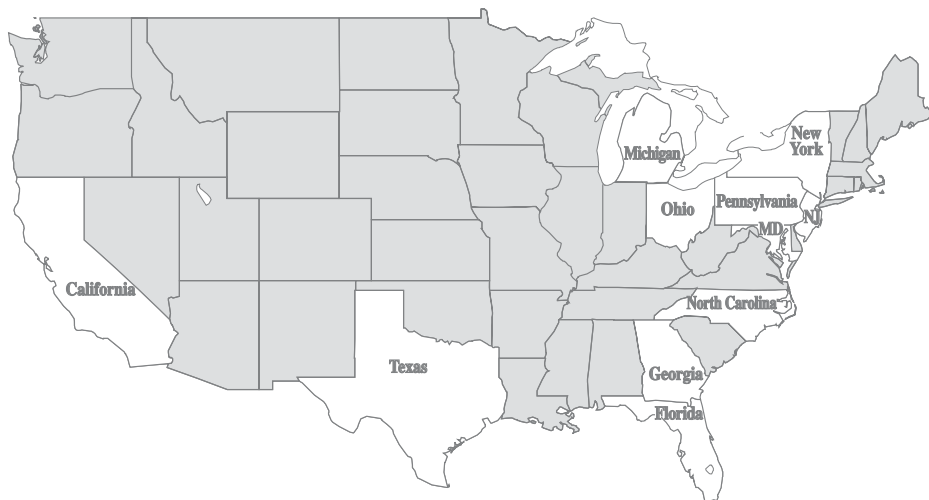 New
York
Michigan
Pennsylvania
Ohio
NJ
MD
California
North Carolina
Texas
Georgia
Florida